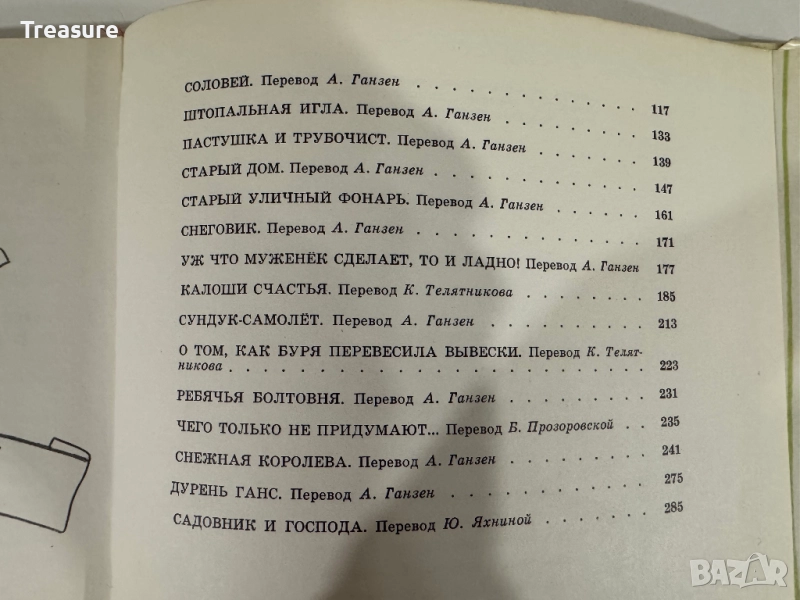 Treasure
СОЛОВЕЙ. Перевод А. Ганзен . . . . . . . . . . . . . 117
ШТОПАЛЬНАЯ ИГЛА. Перевод А. Ганзен . . . . . . . 133
ПАСТУШКА И ТРУБОЧИСТ. Перевод А. Ганзен . . . . . 139
СТАРЫЙ ДОМ. Перевод А. Ганзен . . . . . . . . . . . 147
СТАРЫЙ УЛИЧНЫЙ ФОНАРЬ. Перевод А. Ганзен . . . . 161
СНЕГОВИК. Перевод А. Ганзен . . . . . . . . . . . . 171
УЖ ЧТО МУЖЕНЁК СДЕЛАЕТ, ТО И ЛАДНО! Перевод А. Ганзен 177
КАЛОШИ СЧАСТЬЯ. Перевод К. Телятникова . . . . . . 185
СУНДУК-САМОЛЁТ. Перевод А. Ганзен . . . . . . . . 213
О ТОМ, КАК БУРЯ ПЕРЕВЕСИЛА ВЫВЕСКИ. Перевод К. Телят-
никова . . . . . . . . . . . . . . . . . . . . . . . 223
РЕБЯЧЬЯ БОЛТОВНЯ. Перевод А. Ганзен . . . . . . . 231
ЧЕГО ТОЛЬКО НЕ ПРИДУМАЮТ... Перевод Б. Прозоровской . . 235
СНЕЖНАЯ КОРОЛЕВА. Перевод А. Ганзен . . . . . . . 241
ДУРЕНЬ ГАНС. Перевод А. Ганзен . . . . . . . . . . 275
САДОВНИК И ГОСПОДА. Перевод Ю. Яхниной . . . . . 285
BAZAR
bazar.bg